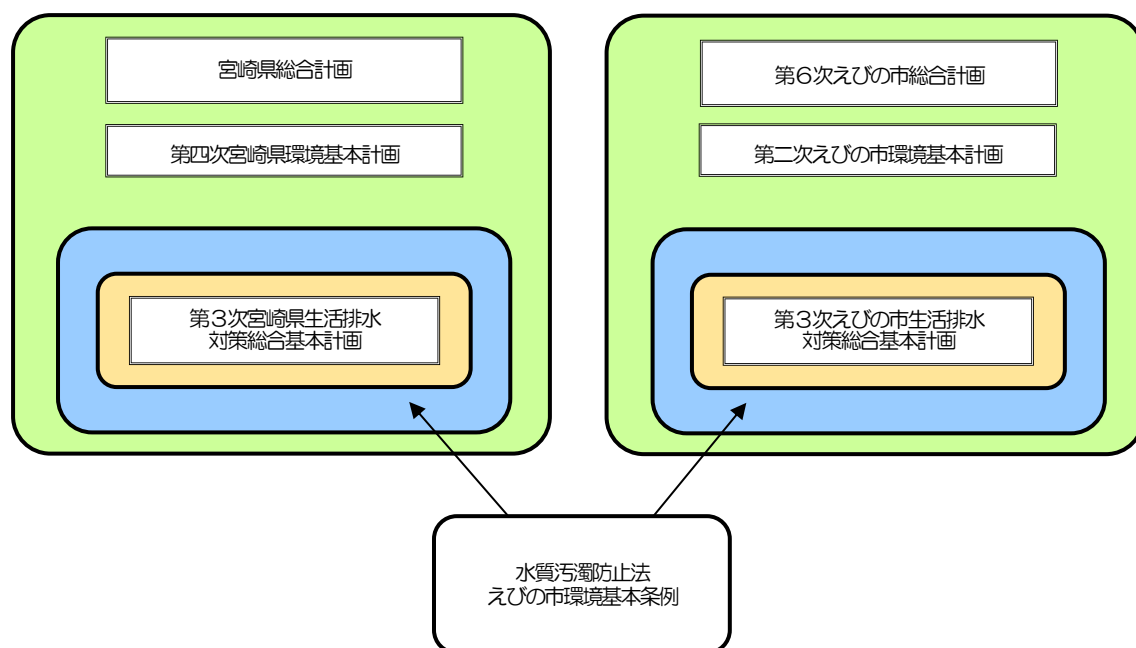 宮崎県総合計画
第四次宮崎県環境基本計画
第３次宮崎県生活排水
対策総合基本計画
第６次えびの市総合計画
第二次えびの市環境基本計画
第３次えびの市生活排水
対策総合基本計画
水質汚濁防止法
えびの市環境基本条例